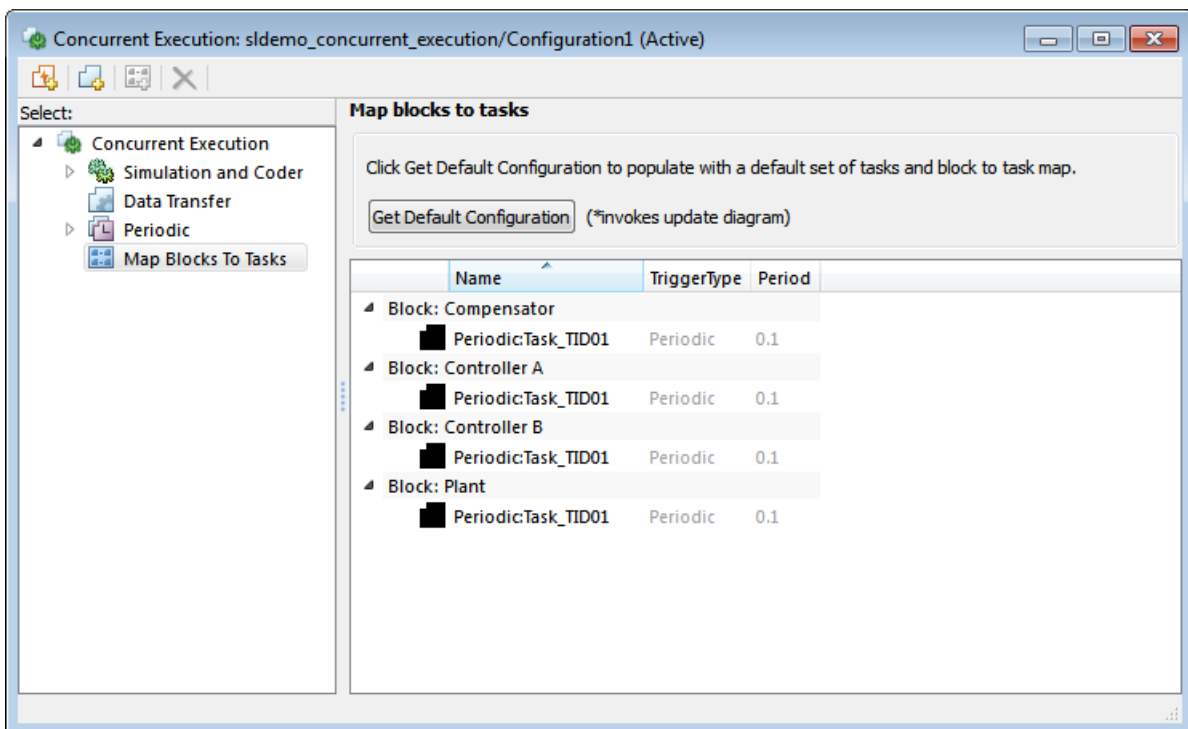 Concurrent Execution: sldemo_concurrent_execution/Configuration1 (Active)
Select:
Concurrent Execution
Simulation and Coder
Data Transfer
Periodic
Map Blocks To Tasks
Map blocks to tasks
Click Get Default Configuration to populate with a default set of tasks and block to task map.
Get Default Configuration (*invokes update diagram)
Name TriggerType Period
Block: Compensator
Periodic:Task_TID01 Periodic 0.1
Block: Controller A
Periodic:Task_TID01 Periodic 0.1
Block: Controller B
Periodic:Task_TID01 Periodic 0.1
Block: Plant
Periodic:Task_TID01 Periodic 0.1